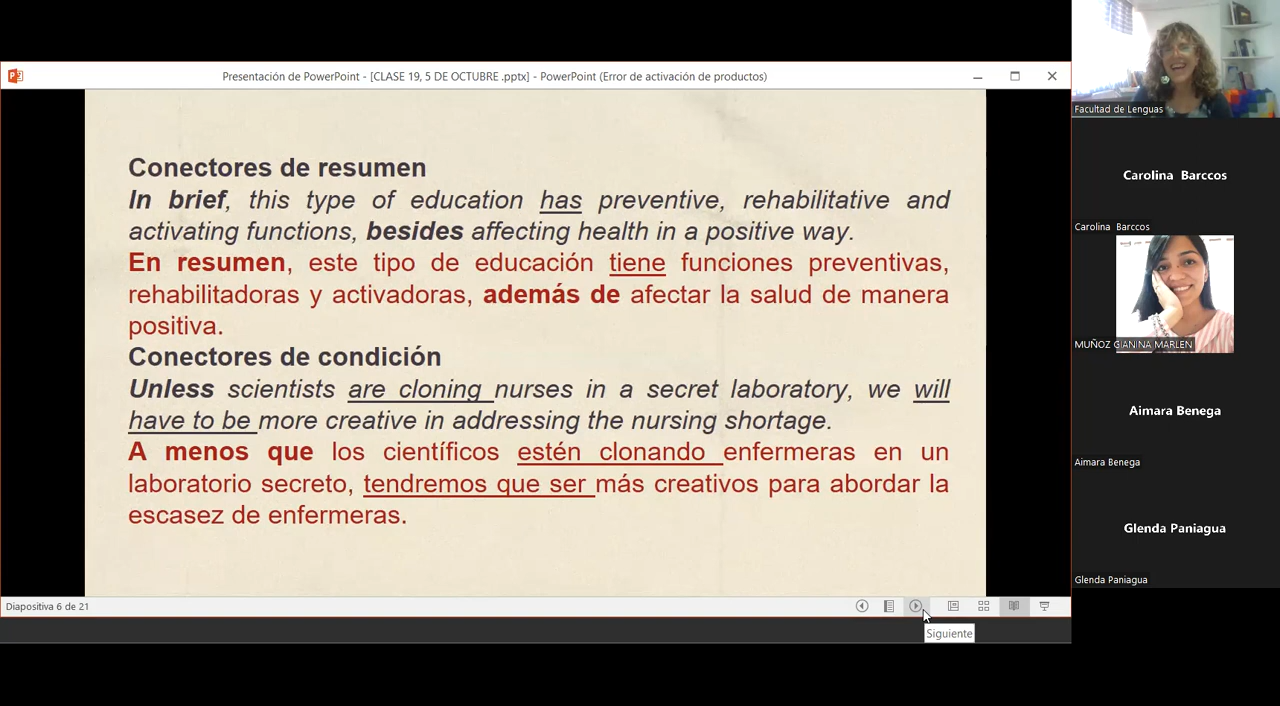 Presentación de PowerPoint - [CLASE 19, 5 DE OCTUBRE .pptx] - PowerPoint (Error de activación de productos)
Conectores de resumen
In brief, this type of education has preventive, rehabilitative and
activating functions, besides affecting health in a positive way.
En resumen, este tipo de educación tiene funciones preventivas,
rehabilitadoras y activadoras, además de afectar la salud de manera
positiva.
Conectores de condición
Unless scientists are cloning nurses in a secret laboratory, we will
have to be more creative in addressing the nursing shortage.
A menos que los científicos estén clonando enfermeras en un
laboratorio secreto, tendremos que ser más creativos para abordar la
escasez de enfermeras.
Diapositiva 6 de 21
Siguiente
Facultad de Lenguas
Carolina Barccos
Carolina Barccos
MUÑOZ GIANINA MARLEN
Aimara Benega
Aimara Benega
Glenda Paniagua
Glenda Paniagua